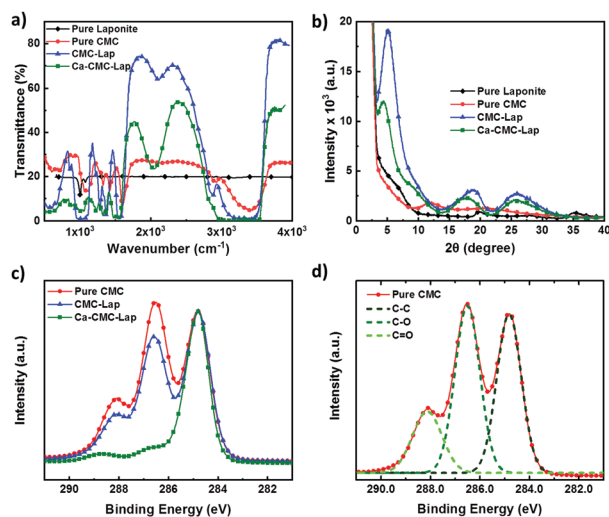 a)
Pure Laponite
Pure CMC
CMC-Lap
Ca-CMC-Lap
80
60
40
20
0
Transmittance (%)
1x10³ 2x10³ 3x10³ 4x10³
Wavenumber (cm⁻¹)
b)
20
15
10
5
0
Intensity x 10³ (a.u.)
Pure Laponite
Pure CMC
CMC-Lap
Ca-CMC-Lap
5 10 15 20 25 30 35 40
2θ (degree)
c)
Pure CMC
CMC-Lap
Ca-CMC-Lap
Intensity (a.u.)
290 288 286 284 282
Binding Energy (eV)
d)
Pure CMC
C-C
C-O
C=O
Intensity (a.u.)
290.0 288.0 286.0 284.0 282.0
Binding Energy (eV)